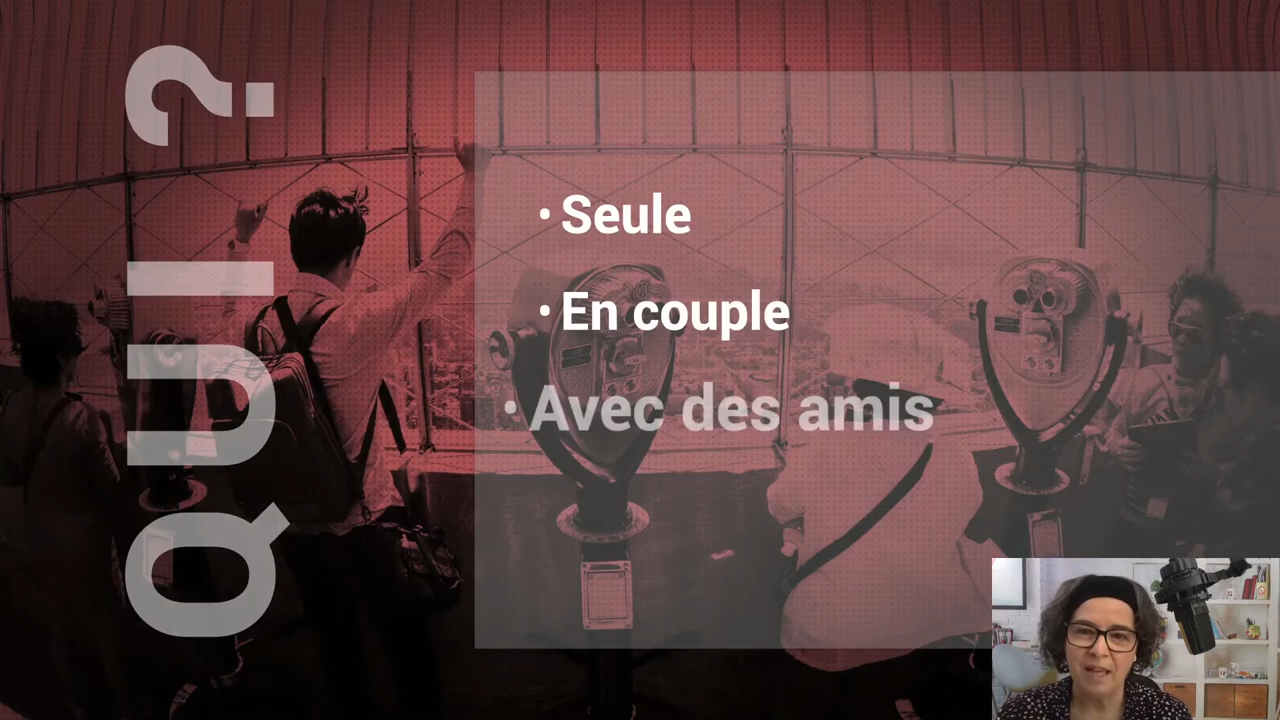 QUI ?
• Seule
• En couple
• Avec des amis